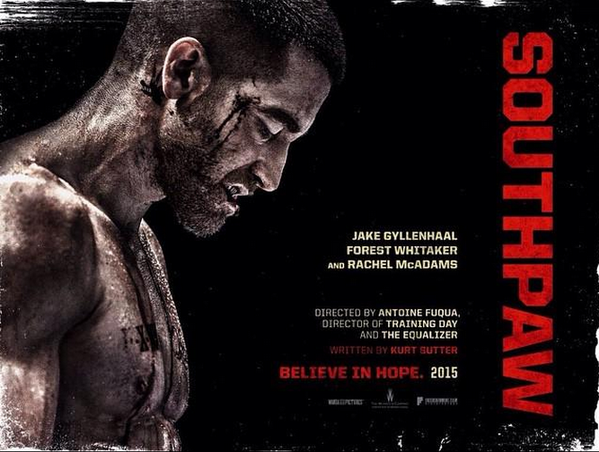 SOUTHPAW
JAKE GYLLENHAAL
FOREST WHITAKER
AND RACHEL McADAMS
DIRECTED BY ANTOINE FUQUA,
DIRECTOR OF TRAINING DAY
AND THE EQUALIZER
WRITTEN BY KURT SUTTER
BELIEVE IN HOPE. 2015